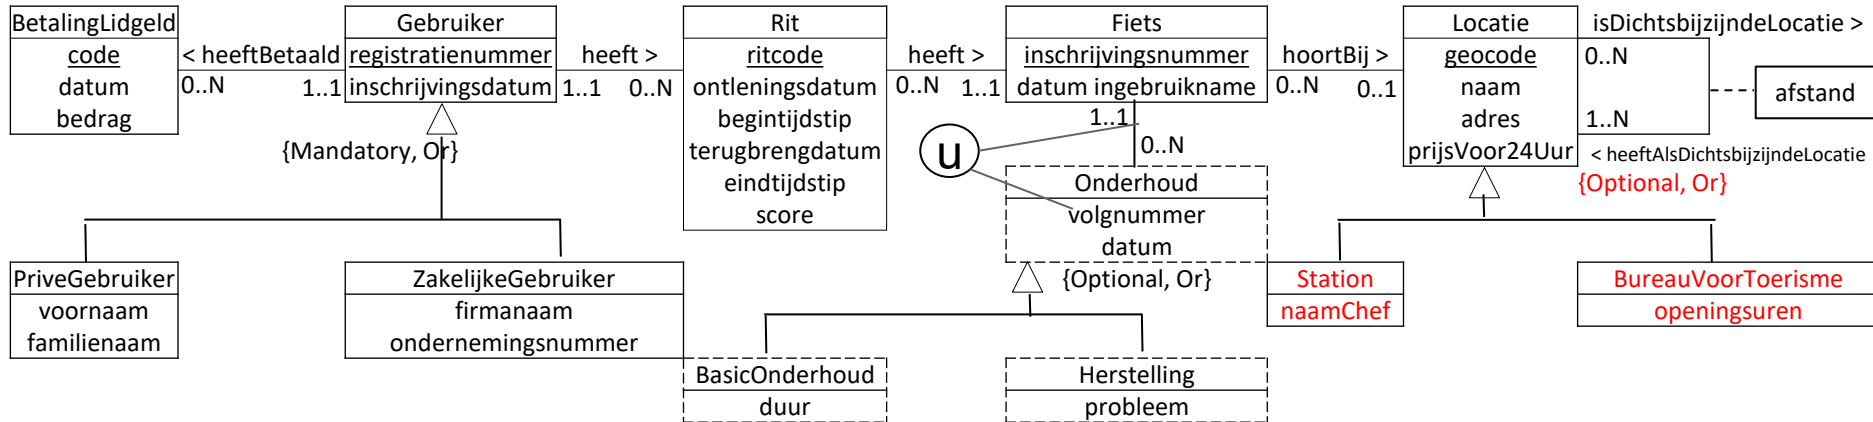 BetalingLidgeld
code
datum
bedrag
< heeftBetaald
0..N
1..1
Gebruiker
registratienummer
inschrijvingsdatum
{Mandatory, Or}
heeft >
1..1
0..N
Rit
ritcode
ontleningsdatum
begintijdstip
terugbrengdatum
eindtijdstip
score
heeft >
0..N
1..1
Fiets
inschrijvingsnummer
datum ingebruikname
hoortBij >
0..N
0..1
Locatie
geocode
naam
adres
prijsVoor24Uur
isDichtsbijzijndeLocatie >
0..N
1..N
< heeftAlsDichtsbijzijndeLocatie
afstand
{Optional, Or}
1..1
0..N
u
Onderhoud
volgnummer
datum
{Optional, Or}
PriveGebruiker
voornaam
familienaam
ZakelijkeGebruiker
firmanaam
ondernemingsnummer
Station
naamChef
BureauVoorToerisme
openingsuren
BasicOnderhoud
duur
Herstelling
probleem